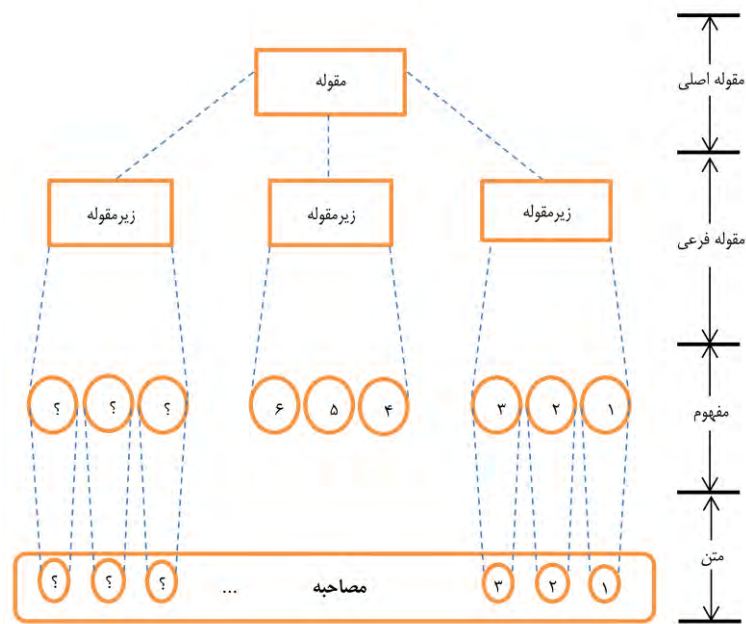 مقوله اصلی
مقوله
زیرمقوله
زیرمقوله
زیرمقوله
مقوله فرعی
۱ ۲ ۳
۴ ۵ ۶
؟ ؟ ؟
مفهوم
متن
۱ ۲ ۳ مصاحبه ... ؟ ؟ ؟